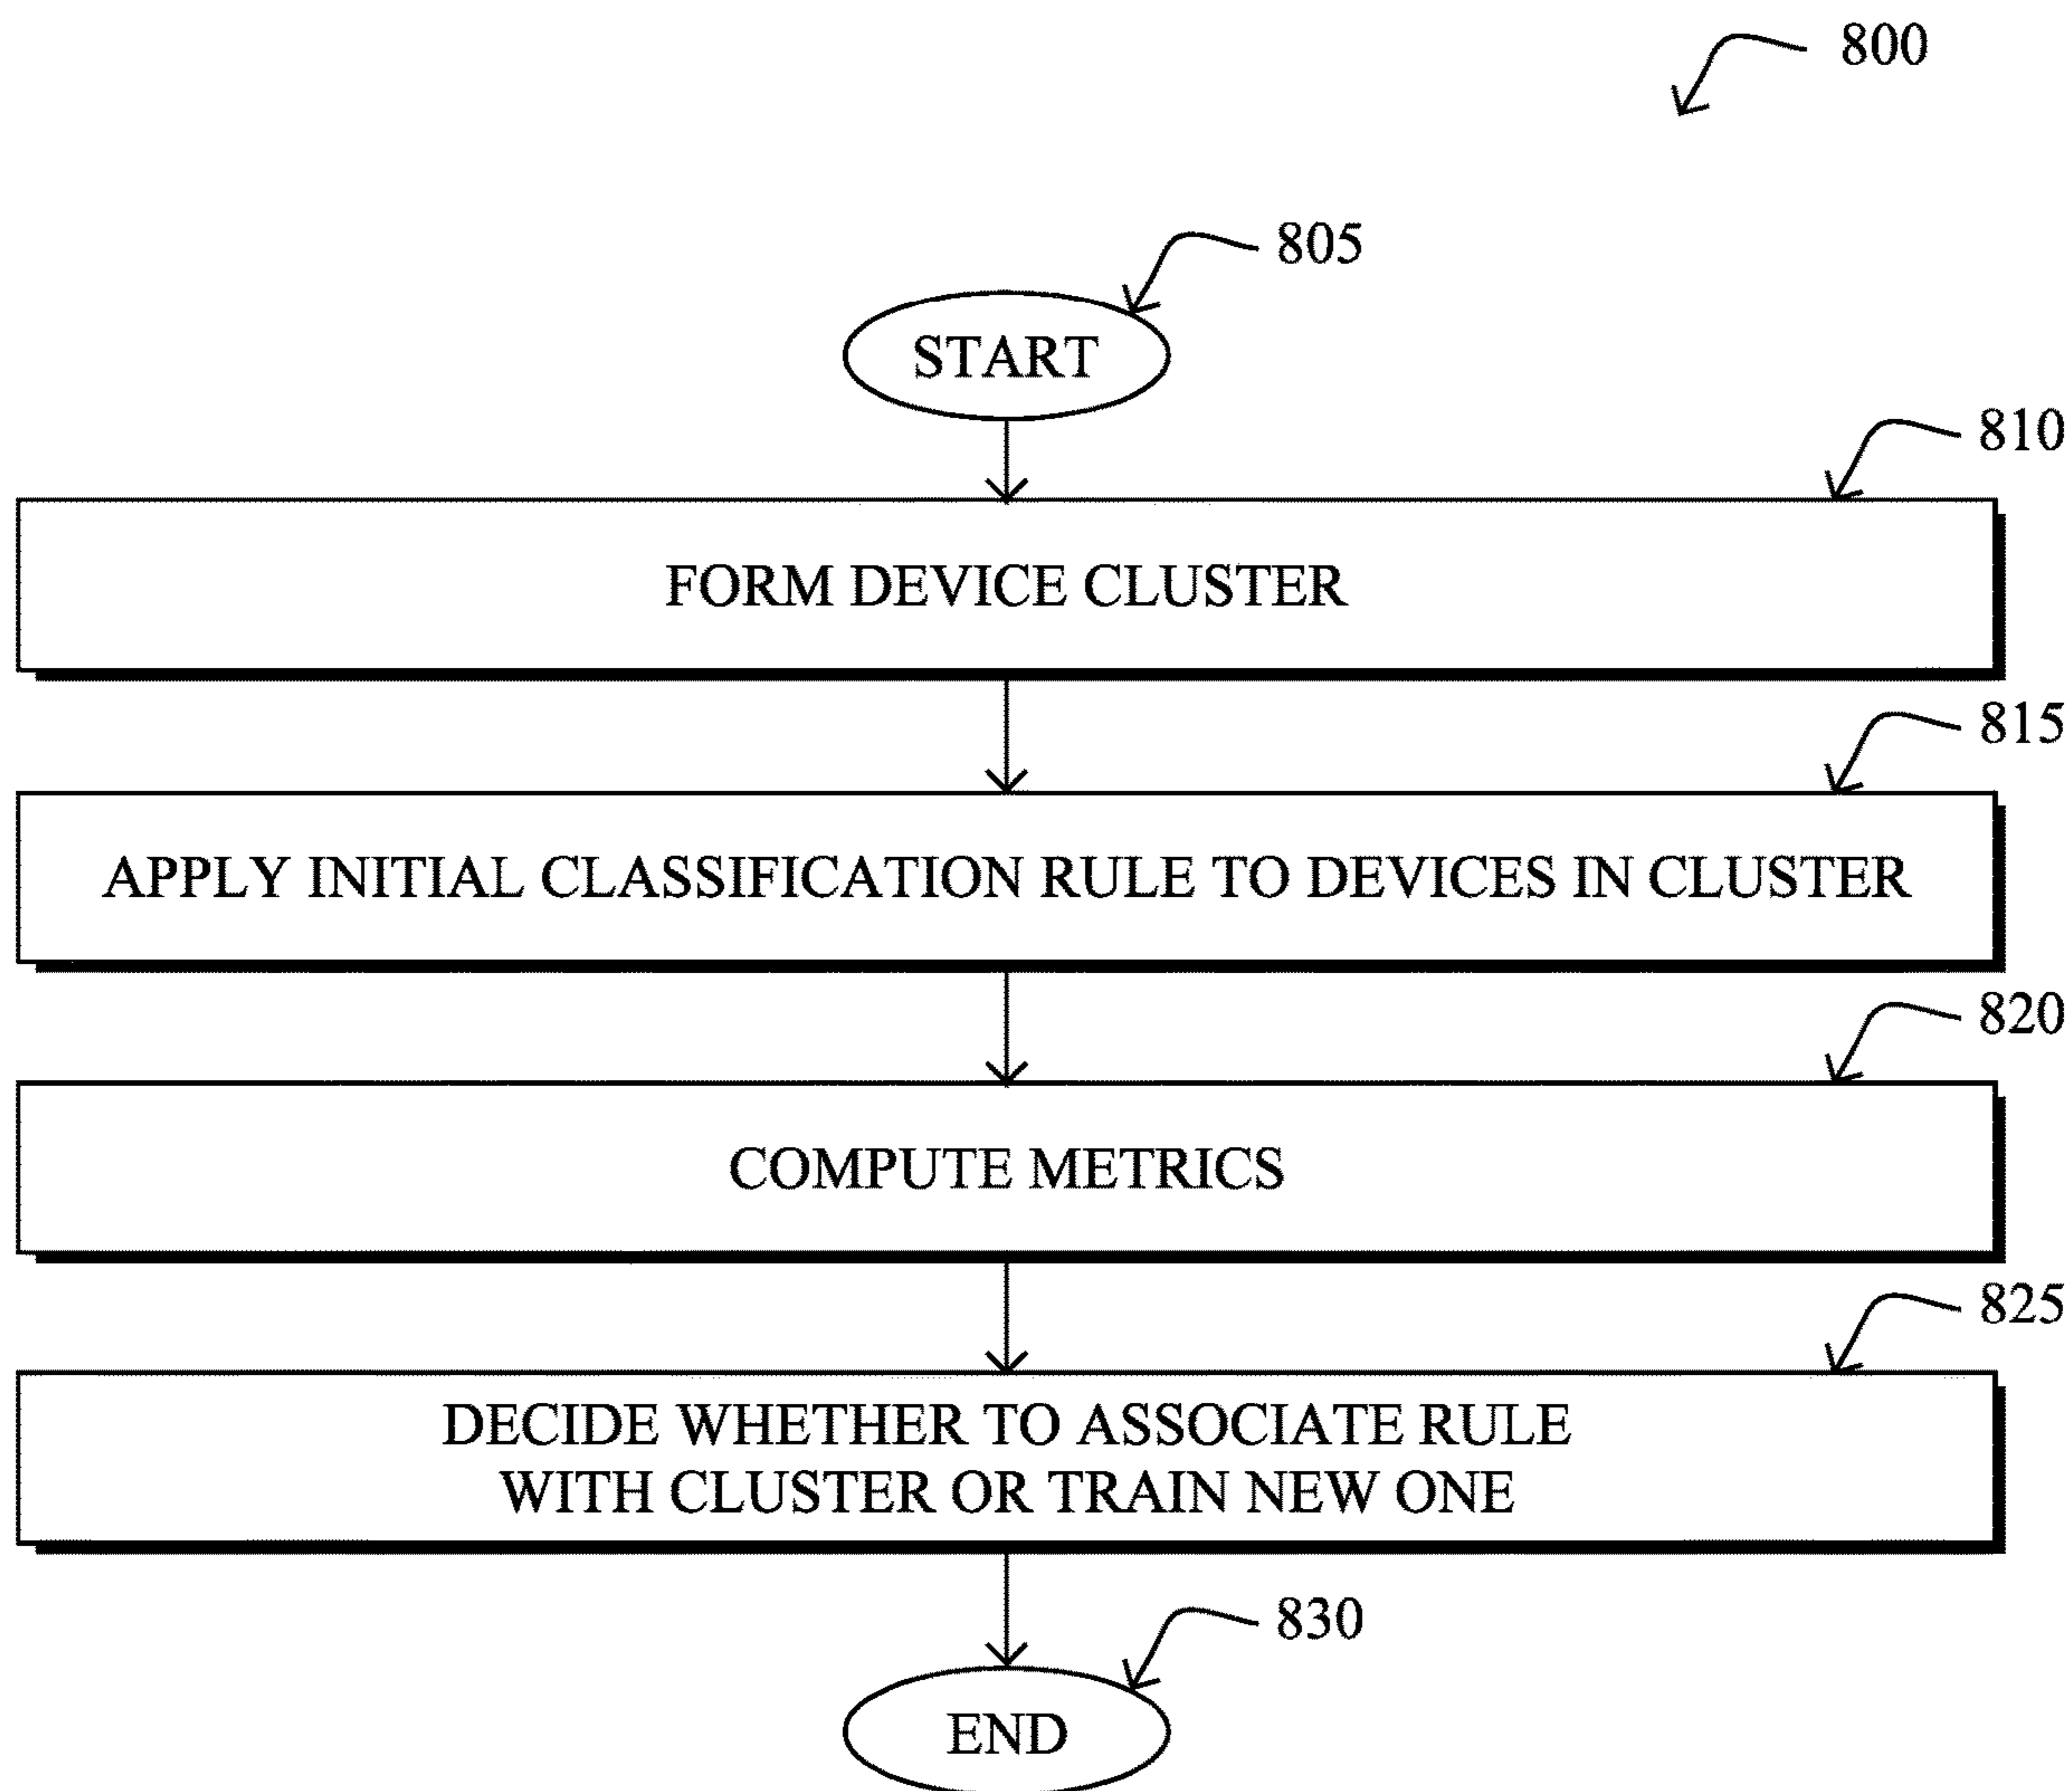 800
805
START
810
FORM DEVICE CLUSTER
815
APPLY INITIAL CLASSIFICATION RULE TO DEVICES IN CLUSTER
820
COMPUTE METRICS
825
DECIDE WHETHER TO ASSOCIATE RULE
WITH CLUSTER OR TRAIN NEW ONE
830
END